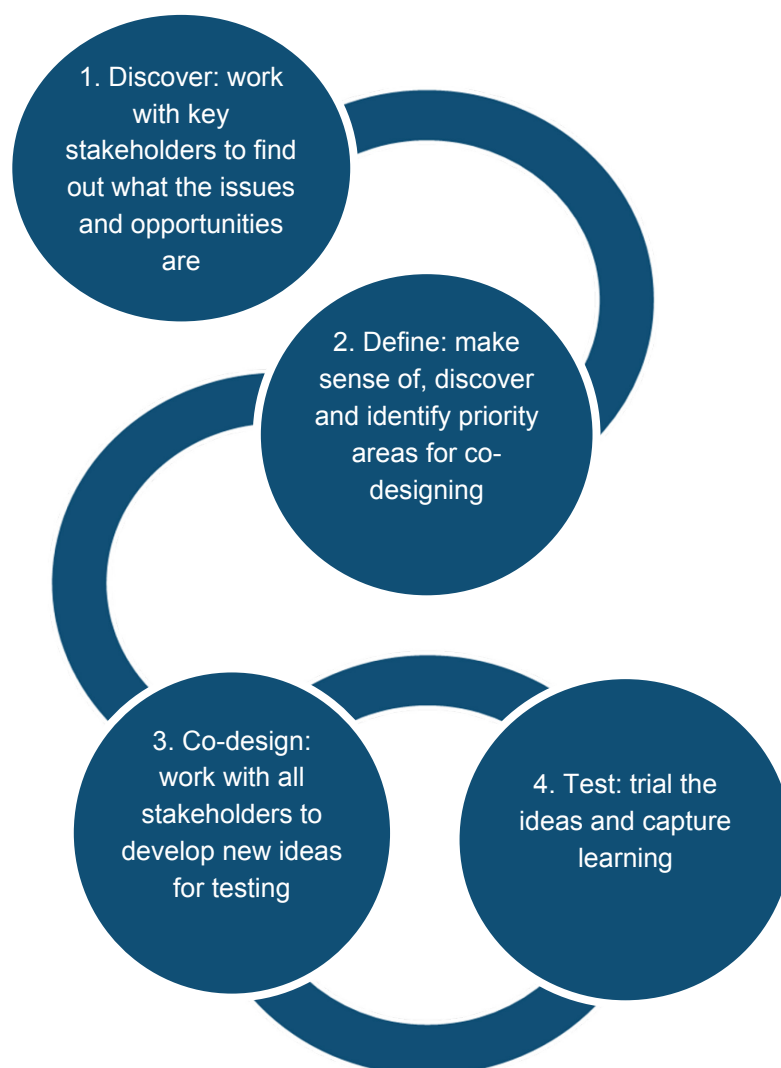 1. Discover: work
with key
stakeholders to find
out what the issues
and opportunities
are
2. Define: make
sense of, discover
and identify priority
areas for co-
designing
3. Co-design:
work with all
stakeholders to
develop new ideas
for testing
4. Test: trial the
ideas and capture
learning